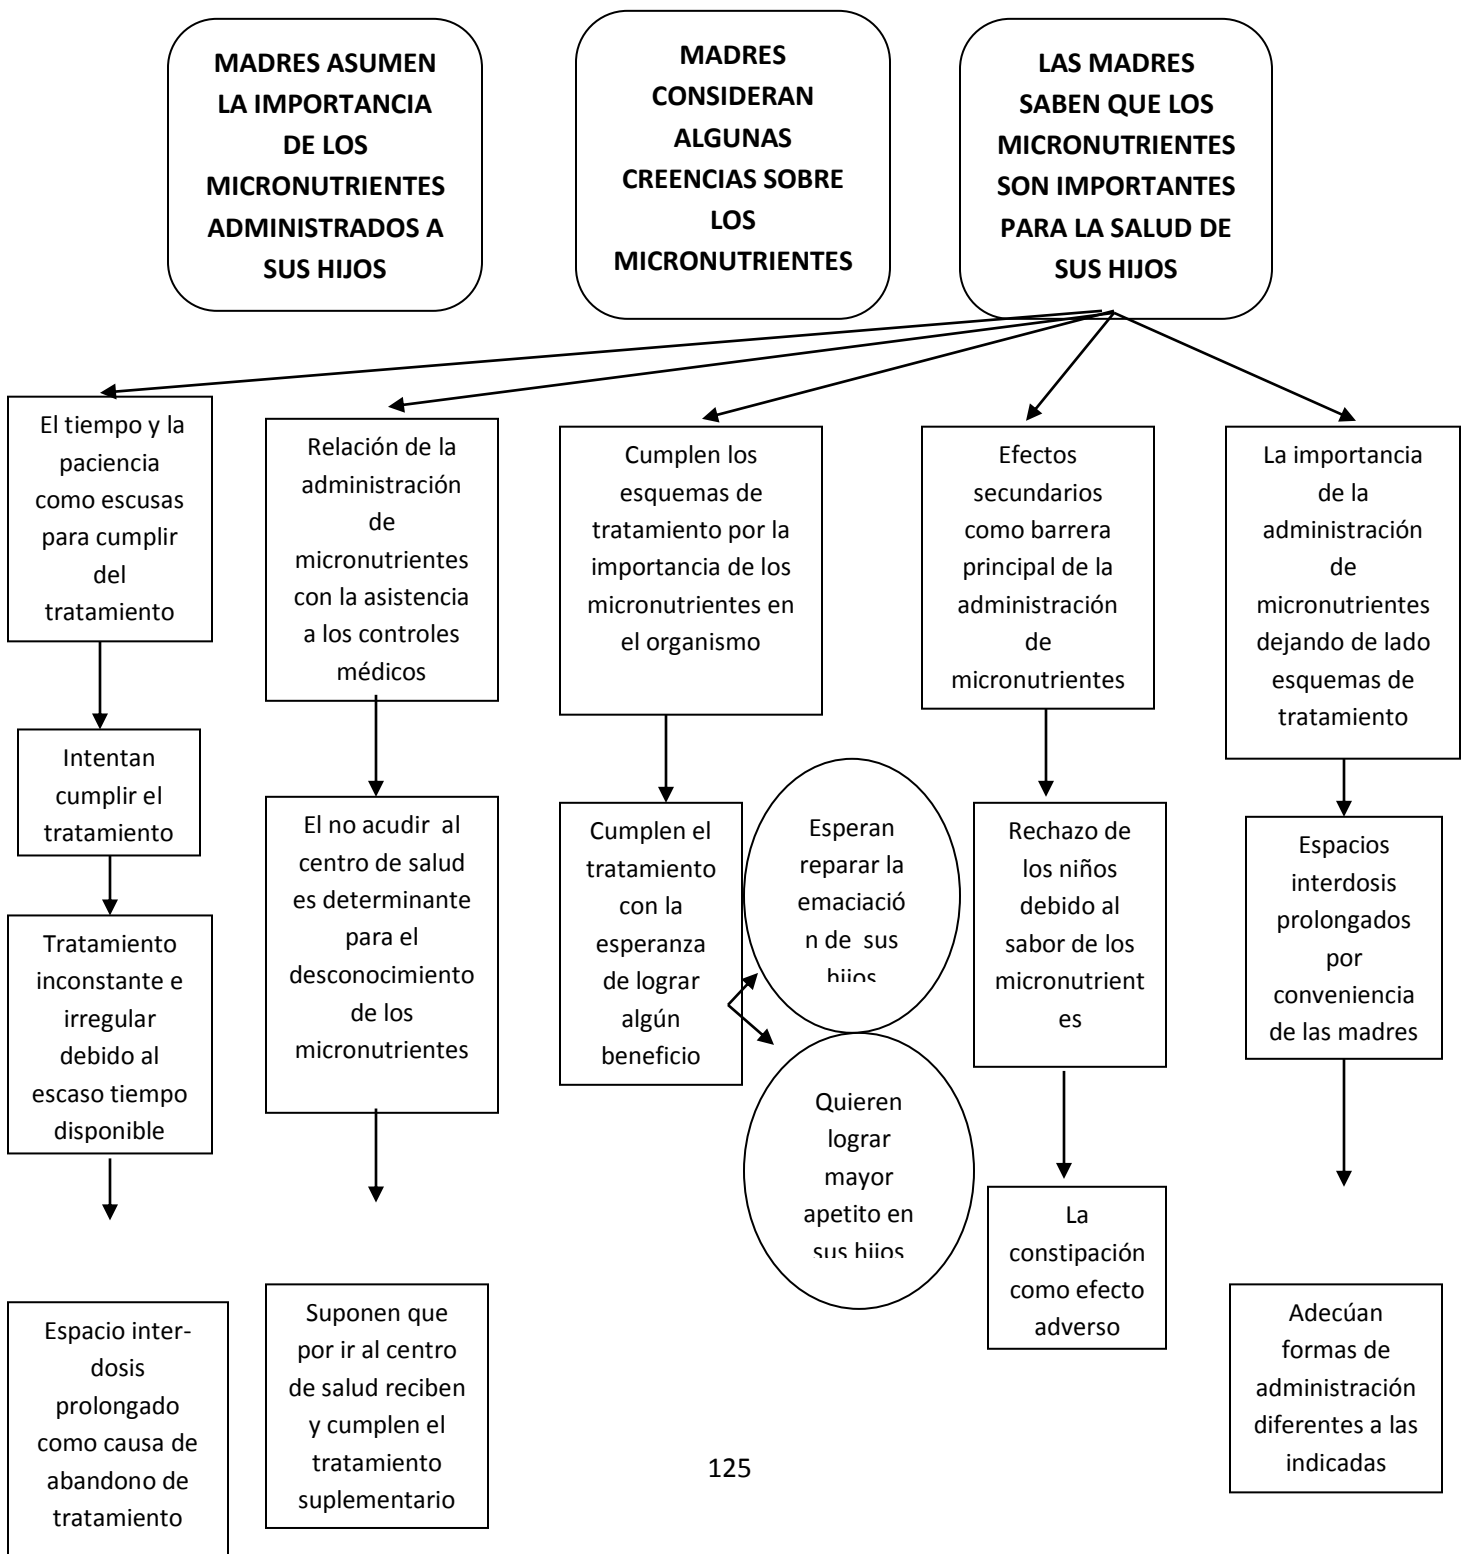 MADRES ASUMEN
LA IMPORTANCIA
DE LOS
MICRONUTRIENTES
ADMINISTRADOS A
SUS HIJOS
MADRES
CONSIDERAN
ALGUNAS
CREENCIAS SOBRE
LOS
MICRONUTRIENTES
LAS MADRES
SABEN QUE LOS
MICRONUTRIENTES
SON IMPORTANTES
PARA LA SALUD DE
SUS HIJOS
El tiempo y la
paciencia
como escusas
para cumplir
del
tratamiento
Relación de la
administración
de
micronutrientes
con la asistencia
a los controles
médicos
Cumplen los
esquemas de
tratamiento por la
importancia de los
micronutrientes en
el organismo
Efectos
secundarios
como barrera
principal de la
administración
de
micronutrientes
La importancia
de la
administración
de
micronutrientes
dejando de lado
esquemas de
tratamiento
Intentan
cumplir el
tratamiento
El no acudir al
centro de salud
es determinante
para el
desconocimiento
de los
micronutrientes
Cumplen el
tratamiento
con la
esperanza
de lograr
algún
beneficio
Esperan
reparar la
emaciació
n de sus
hijos
Rechazo de
los niños
debido al
sabor de los
micronutrient
es
Espacios
interdosis
prolongados
por
conveniencia
de las madres
Tratamiento
inconstante e
irregular
debido al
escaso tiempo
disponible
Quieren
lograr
mayor
apetito en
sus hijos
La
constipación
como efecto
adverso
Espacio inter-
dosis
prolongado
como causa de
abandono de
tratamiento
Suponen que
por ir al centro
de salud reciben
y cumplen el
tratamiento
suplementario
Adecúan
formas de
administración
diferentes a las
indicadas
125